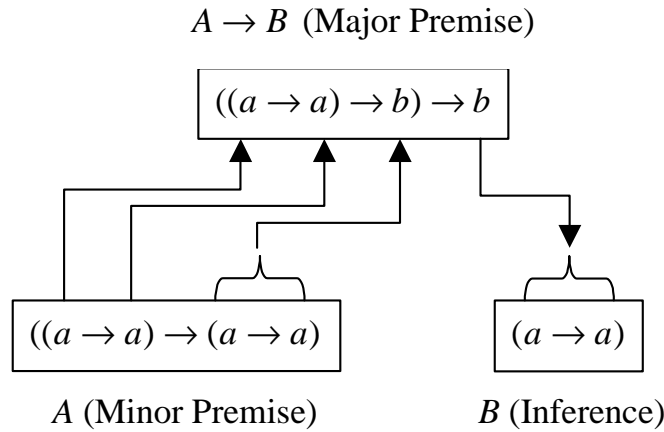 A → B (Major Premise)
((a → a) → b) → b
((a → a) → (a → a)
(a → a)
A (Minor Premise)
B (Inference)